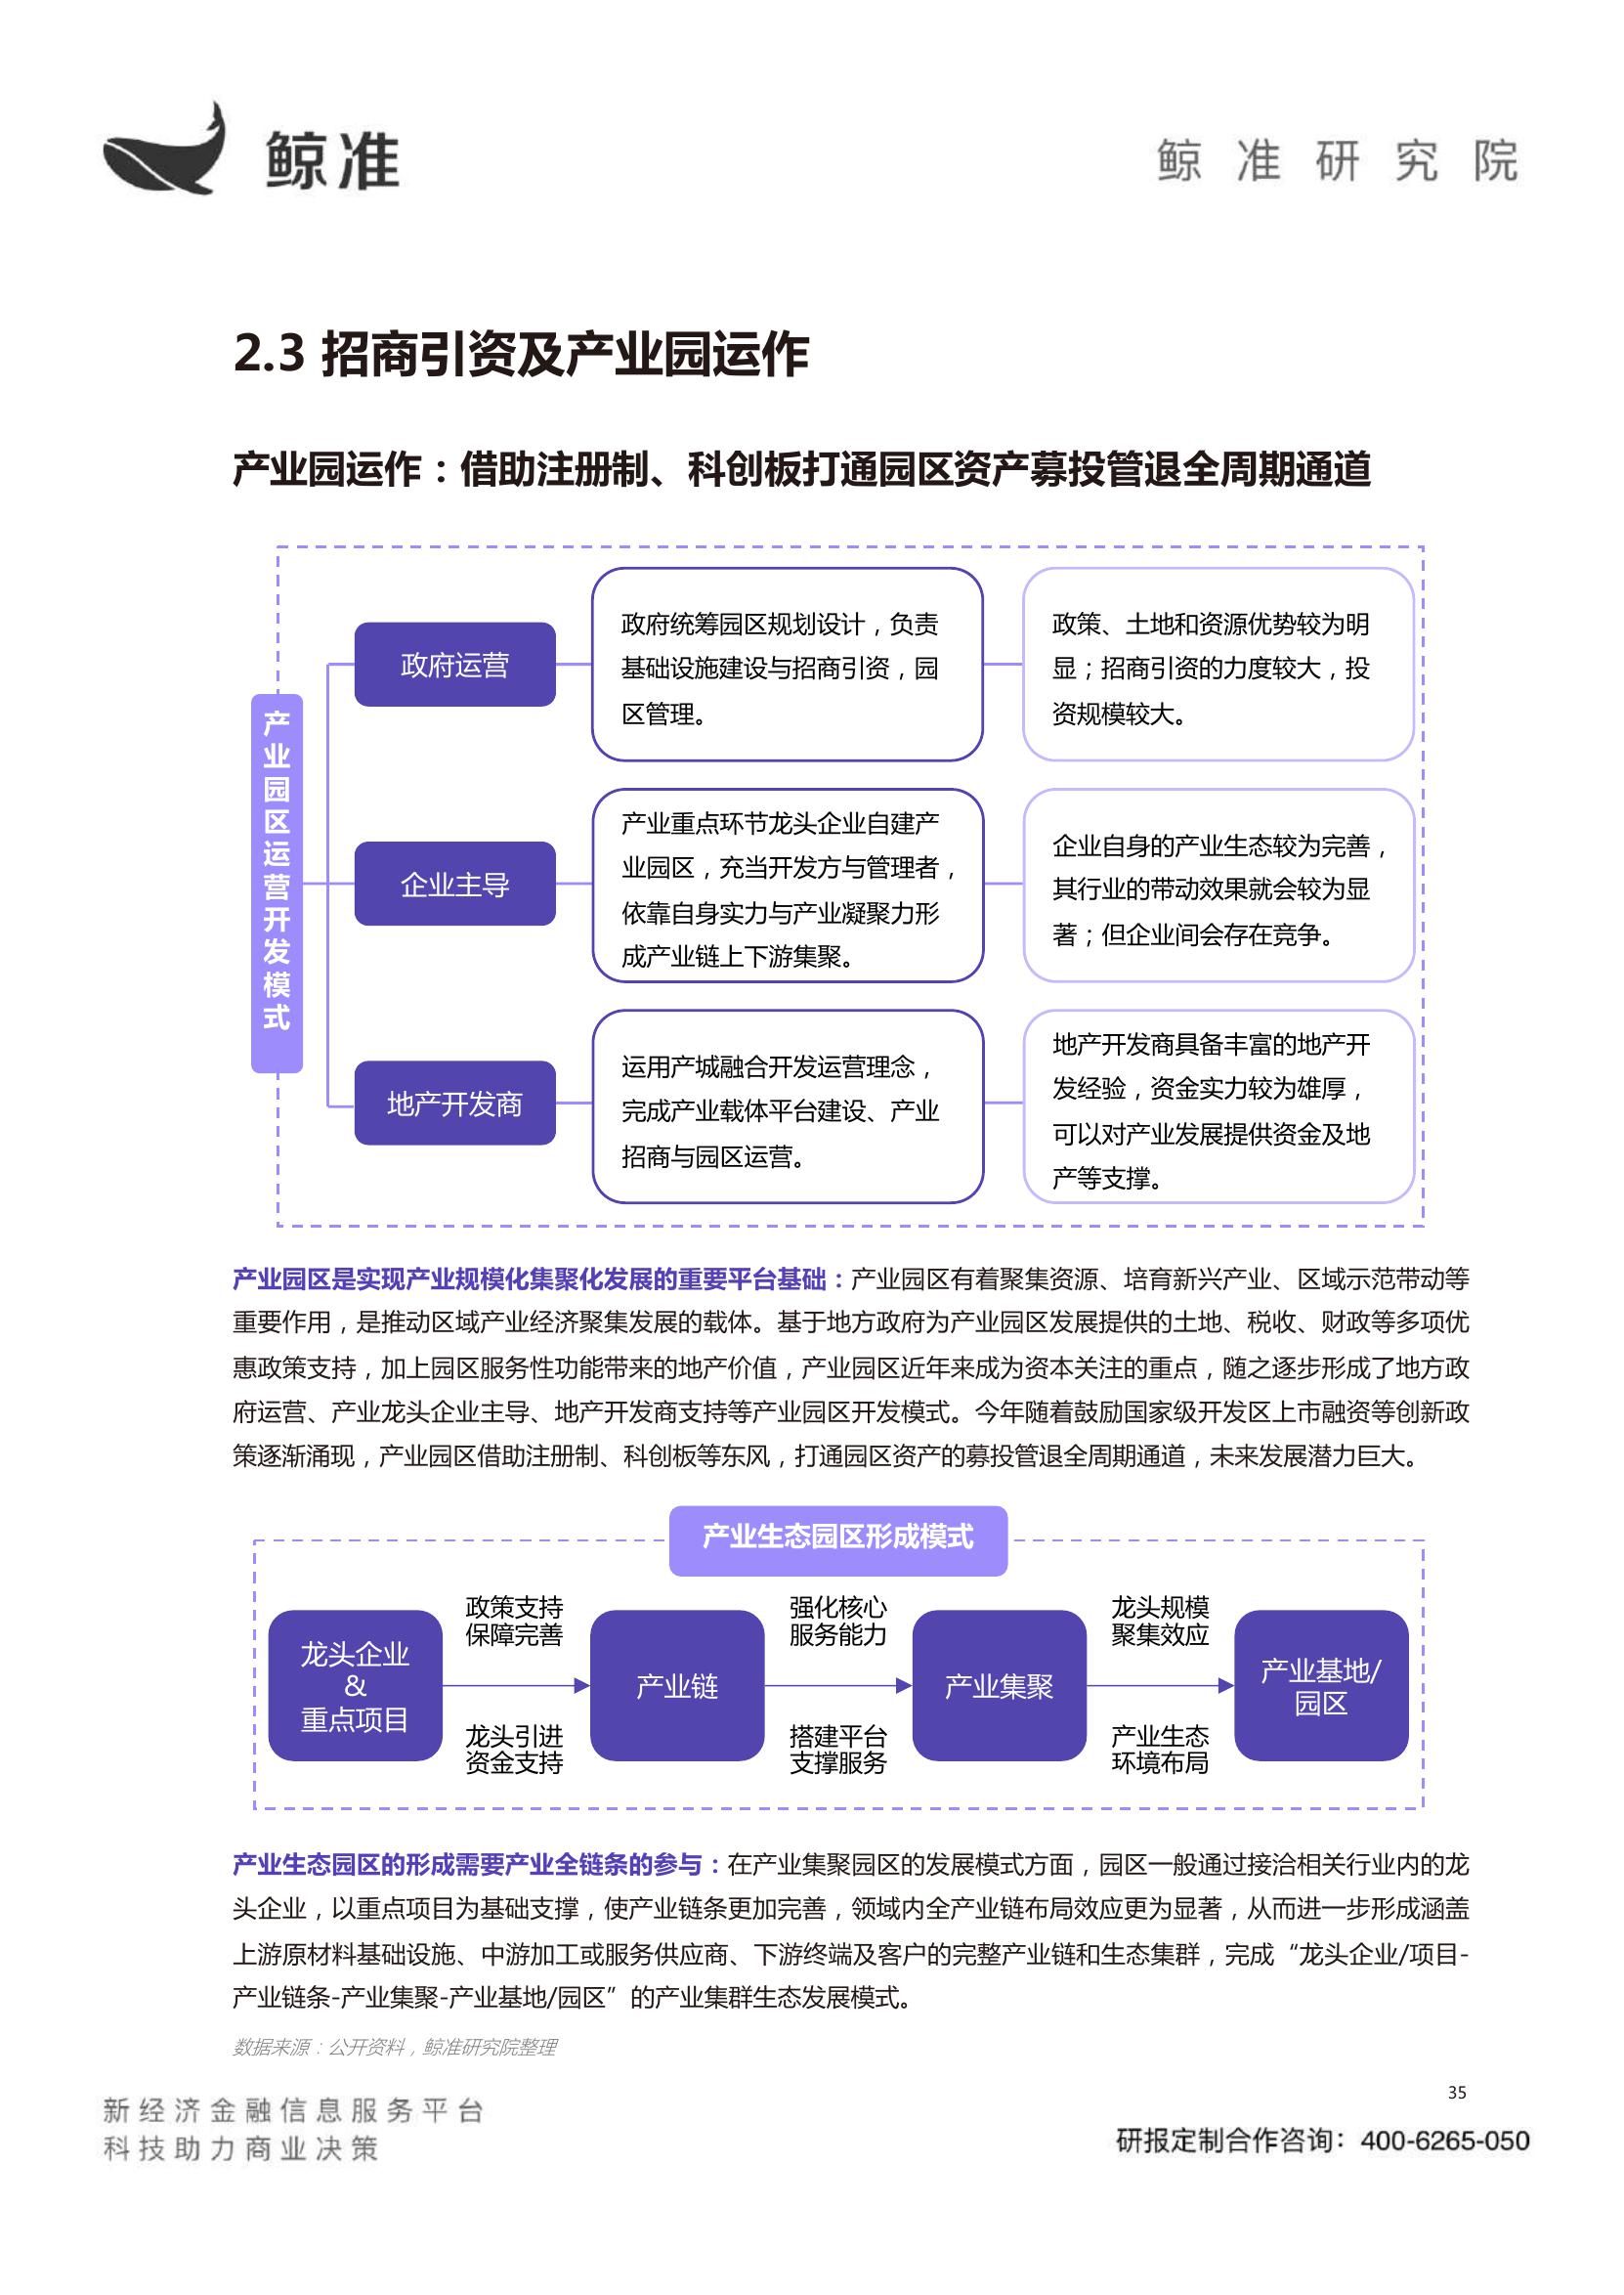 鲸准
鲸准研究院
2.3 招商引资及产业园运作
产业园运作：借助注册制、科创板打通园区资产募投管退全周期通道
产业园区运营开发模式
政府运营
政府统筹园区规划设计，负责
基础设施建设与招商引资，园
区管理。
政策、土地和资源优势较为明
显；招商引资的力度较大，投
资规模较大。
企业主导
产业重点环节龙头企业自建产
业园区，充当开发方与管理者，
依靠自身实力与产业凝聚力形
成产业链上下游集聚。
企业自身的产业生态较为完善，
其行业的带动效果就会较为显
著；但企业间会存在竞争。
地产开发商
运用产城融合开发运营理念，
完成产业载体平台建设、产业
招商与园区运营。
地产开发商具备丰富的地产开
发经验，资金实力较为雄厚，
可以对产业发展提供资金及地
产等支撑。
产业园区是实现产业规模化集聚化发展的重要平台基础：产业园区有着聚集资源、培育新兴产业、区域示范带动等
重要作用，是推动区域产业经济聚集发展的载体。基于地方政府为产业园区发展提供的土地、税收、财政等多项优
惠政策支持，加上园区服务性功能带来的地产价值，产业园区近年来成为资本关注的重点，随之逐步形成了地方政
府运营、产业龙头企业主导、地产开发商支持等产业园区开发模式。今年随着鼓励国家级开发区上市融资等创新政
策逐渐涌现，产业园区借助注册制、科创板等东风，打通园区资产的募投管退全周期通道，未来发展潜力巨大。
产业生态园区形成模式
龙头企业
&
重点项目
政策支持
保障完善
龙头引进
资金支持
产业链
强化核心
服务能力
搭建平台
支撑服务
产业集聚
龙头规模
聚集效应
产业生态
环境布局
产业基地/
园区
产业生态园区的形成需要产业全链条的参与：在产业集聚园区的发展模式方面，园区一般通过接洽相关行业内的龙
头企业，以重点项目为基础支撑，使产业链条更加完善，领域内全产业链布局效应更为显著，从而进一步形成涵盖
上游原材料基础设施、中游加工或服务供应商、下游终端及客户的完整产业链和生态集群，完成“龙头企业/项目-
产业链条-产业集聚-产业基地/园区”的产业集群生态发展模式。
数据来源：公开资料，鲸准研究院整理
35
新经济金融信息服务平台
科技助力商业决策
研报定制合作咨询：400-6265-050